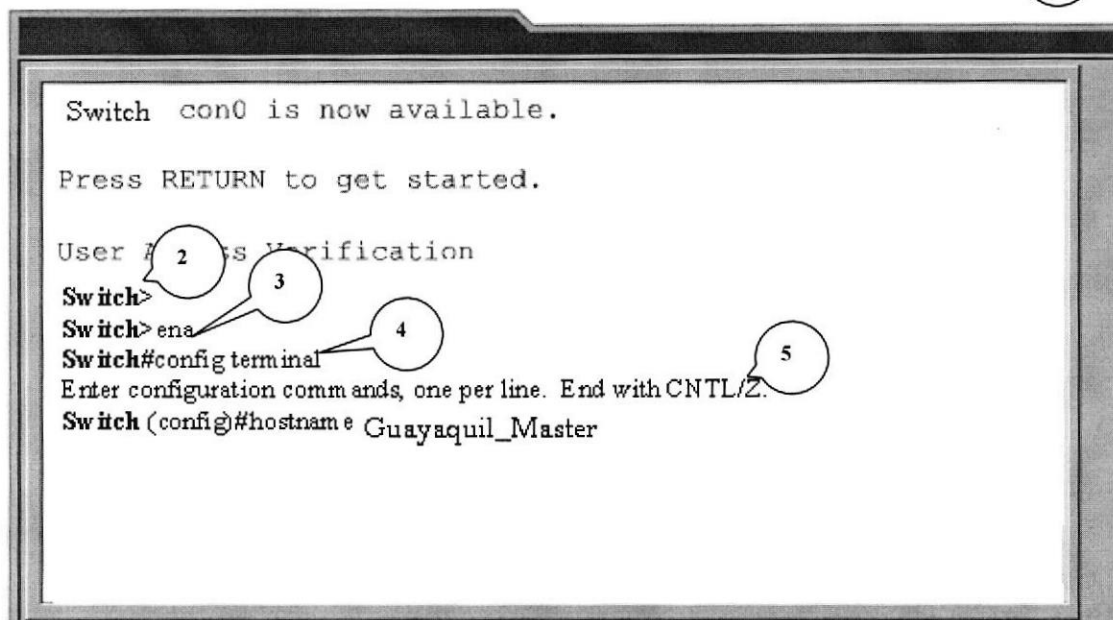 Switch con0 is now available.
Press RETURN to get started.
User Verification
2
3
Switch>
Switch>ena
4
Switch#config terminal
5
Enter configuration commands, one per line. End with CNTL/Z.
Switch (config)#hostname Guayaquil_Master